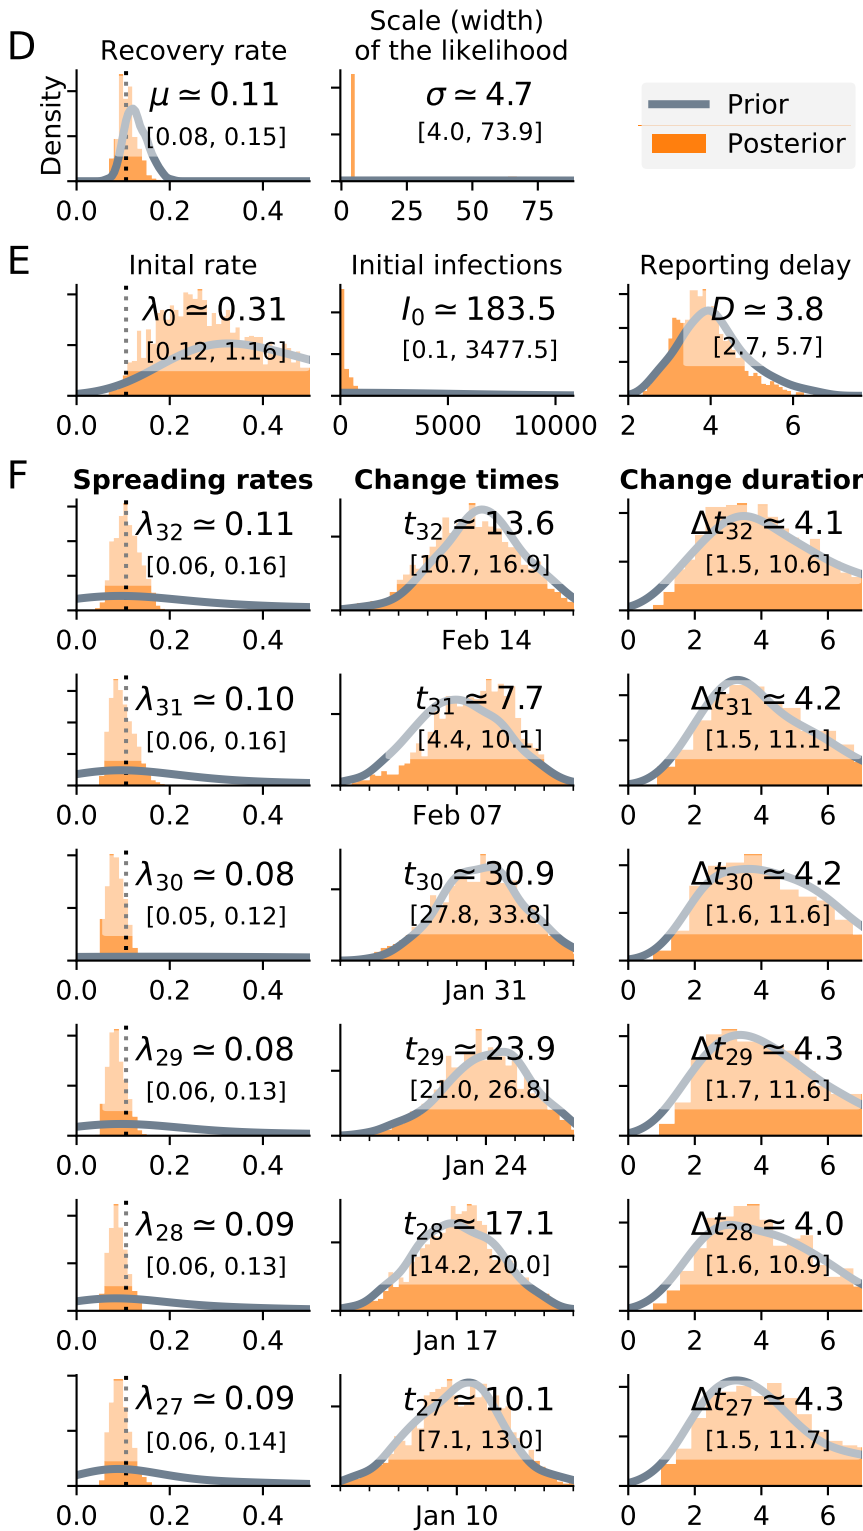 D
Recovery rate
Scale (width)
of the likelihood
Density
μ ≃ 0.11
[0.08, 0.15]
0.0 0.2 0.4
σ ≃ 4.7
[4.0, 73.9]
0 25 50 75
Prior
Posterior
E
Inital rate
λ0 ≃ 0.31
[0.12, 1.16]
0.0 0.2 0.4
Initial infections
I0 ≃ 183.5
[0.1, 3477.5]
0 5000 10000
Reporting delay
D ≃ 3.8
[2.7, 5.7]
2 4 6
F
Spreading rates
Change times
Change duration
λ32 ≃ 0.11
[0.06, 0.16]
0.0 0.2 0.4
t32 ≃ 13.6
[10.7, 16.9]
Feb 14
Δt32 ≃ 4.1
[1.5, 10.6]
0 2 4 6
λ31 ≃ 0.10
[0.06, 0.16]
0.0 0.2 0.4
t31 ≃ 7.7
[4.4, 10.1]
Feb 07
Δt31 ≃ 4.2
[1.5, 11.1]
0 2 4 6
λ30 ≃ 0.08
[0.05, 0.12]
0.0 0.2 0.4
t30 ≃ 30.9
[27.8, 33.8]
Jan 31
Δt30 ≃ 4.2
[1.6, 11.6]
0 2 4 6
λ29 ≃ 0.08
[0.06, 0.13]
0.0 0.2 0.4
t29 ≃ 23.9
[21.0, 26.8]
Jan 24
Δt29 ≃ 4.3
[1.7, 11.6]
0 2 4 6
λ28 ≃ 0.09
[0.06, 0.13]
0.0 0.2 0.4
t28 ≃ 17.1
[14.2, 20.0]
Jan 17
Δt28 ≃ 4.0
[1.6, 10.9]
0 2 4 6
λ27 ≃ 0.09
[0.06, 0.14]
0.0 0.2 0.4
t27 ≃ 10.1
[7.1, 13.0]
Jan 10
Δt27 ≃ 4.3
[1.5, 11.7]
0 2 4 6